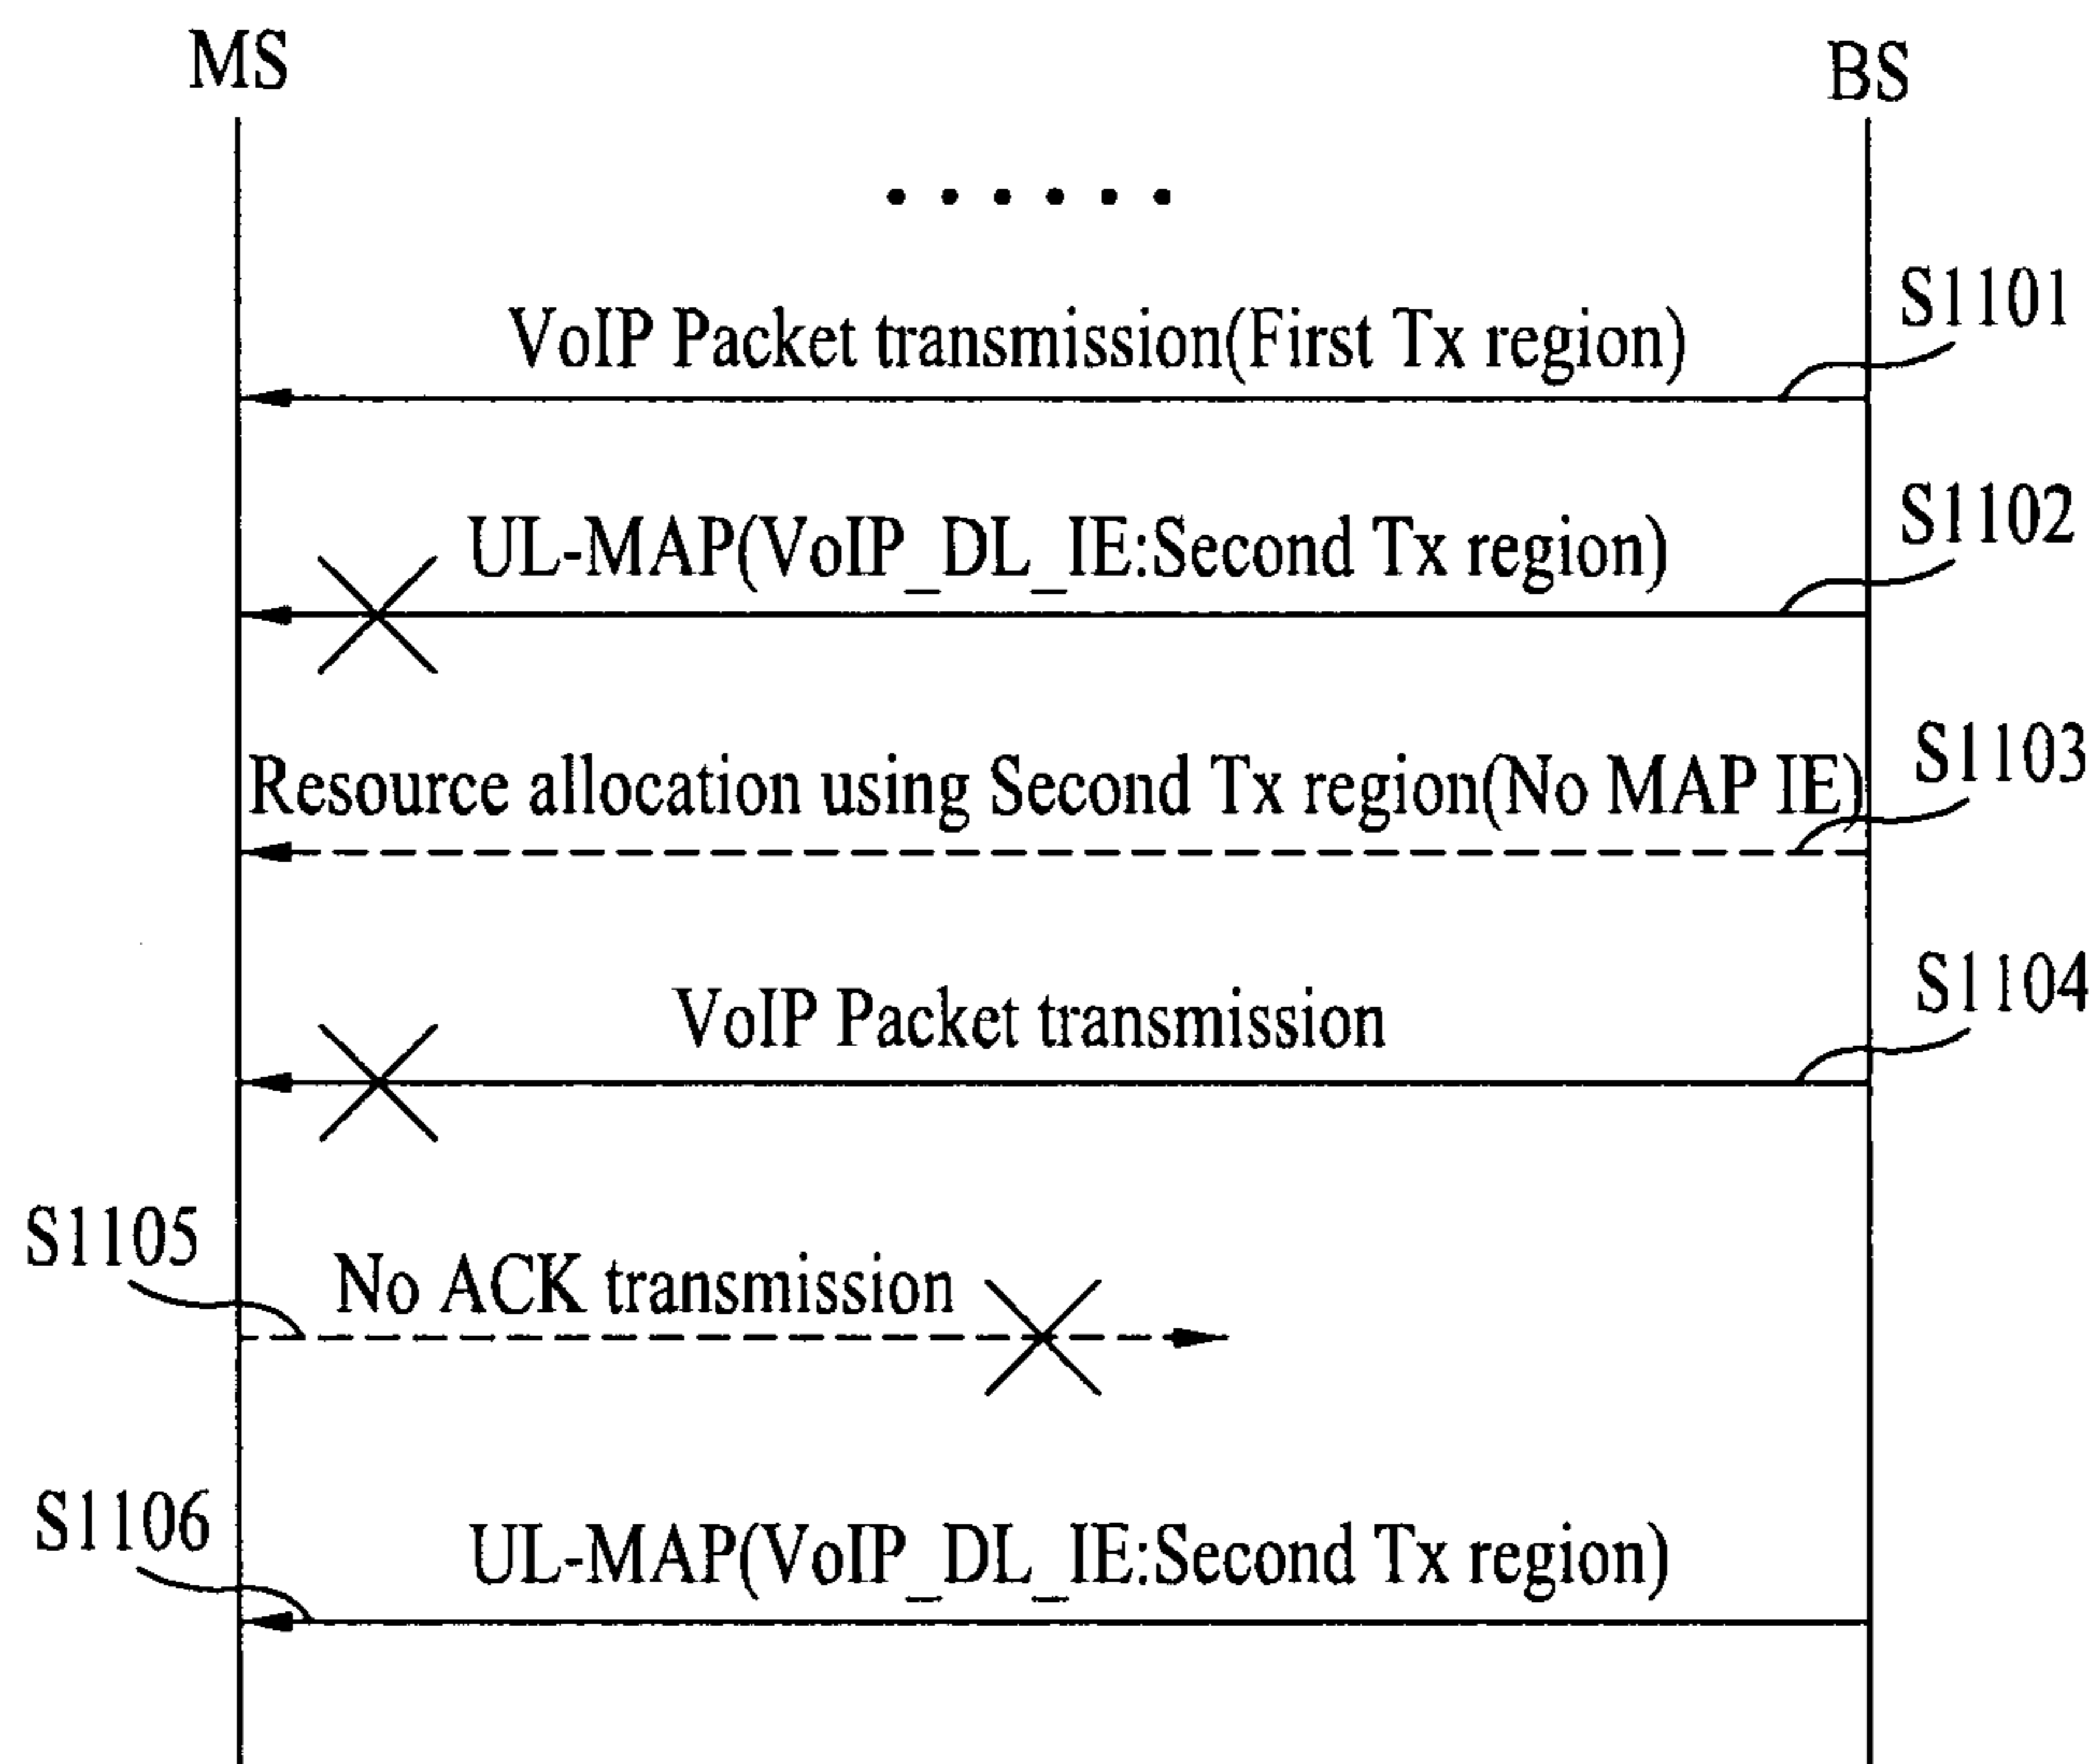 MS
BS
S1101
VoIP Packet transmission(First Tx region)
S1102
UL-MAP(VoIP_DL_IE:Second Tx region)
S1103
Resource allocation using Second Tx region(No MAP IE)
S1104
VoIP Packet transmission
S1105
No ACK transmission
S1106
UL-MAP(VoIP_DL_IE:Second Tx region)